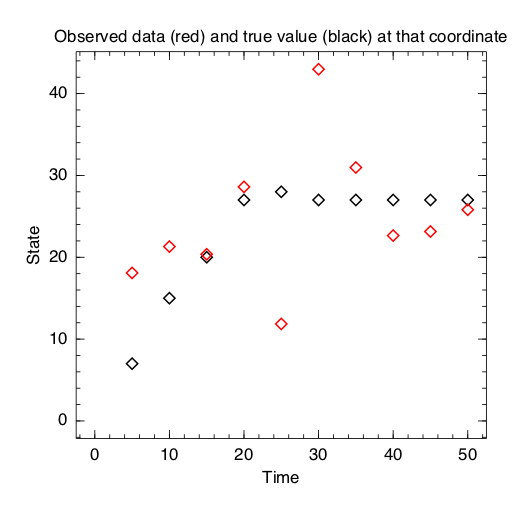 Observed data (red) and true value (black) at that coordinate
40
30
20
10
0
State
0 10 20 30 40 50
Time